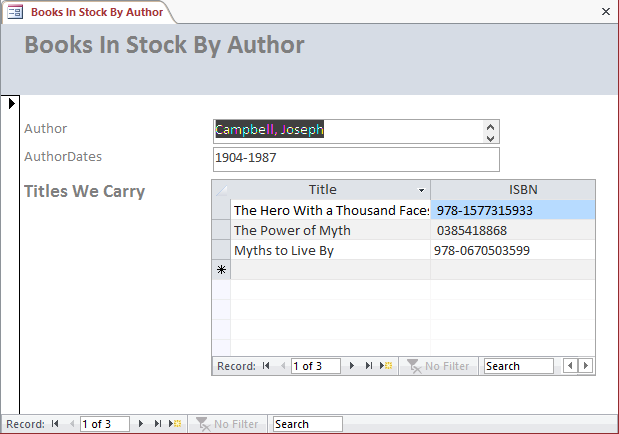 Books In Stock By Author
Books In Stock By Author
Author
Campbell, Joseph
AuthorDates
1904-1987
Titles We Carry
Title ISBN
The Hero With a Thousand Faces 978-1577315933
The Power of Myth 0385418868
Myths to Live By 978-0670503599
Record: 1 of 3 No Filter Search
Record: 1 of 3 No Filter Search